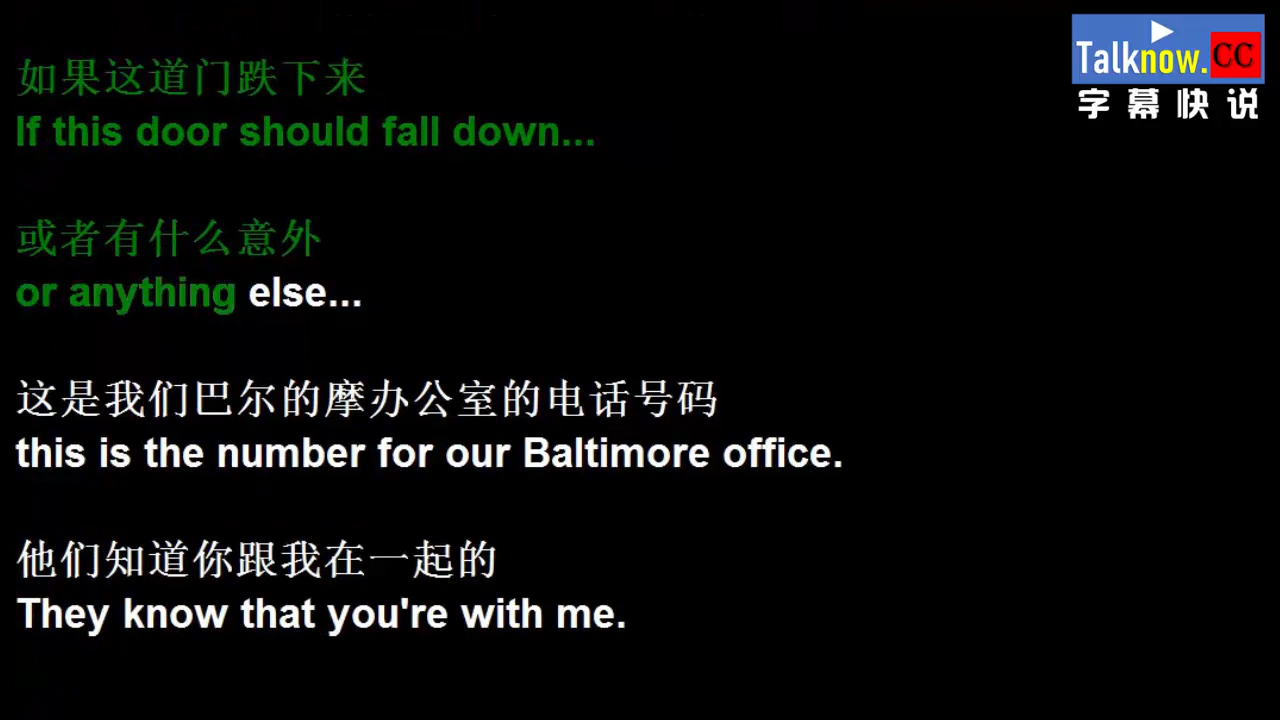 如果这道门跌下来
If this door should fall down...
或者有什么意外
or anything else...
这是我们巴尔的摩办公室的电话号码
this is the number for our Baltimore office.
他们知道你跟我在一起的
They know that you're with me.
Talknow.CC
字幕快说